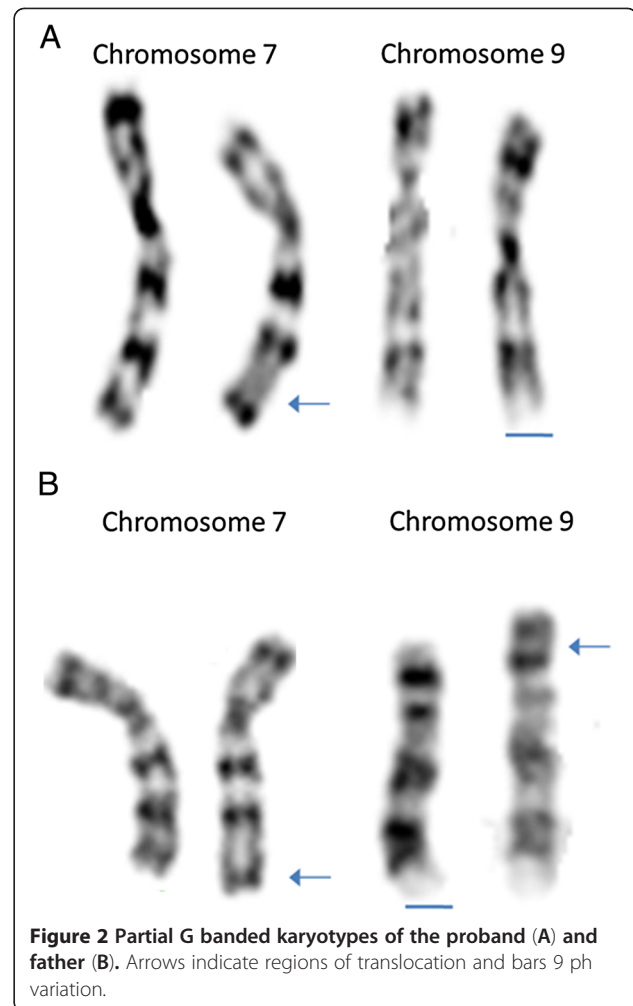 A
Chromosome 7
Chromosome 9
B
Chromosome 7
Chromosome 9
Figure 2 Partial G banded karyotypes of the proband (A) and
father (B). Arrows indicate regions of translocation and bars 9 ph
variation.